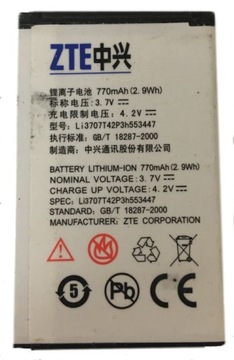 ZTE中兴
锂离子电池 770mAh(2.9Wh)
标称电压: 3.7V
充电限制电压: 4.2V
型号: Li3707T42P3h553447
执行标准: GB/T 18287-2000
制造商: 中兴通讯股份有限公司
BATTERY LITHIUM-ION 770mAh(2.9Wh)
NOMINAL VOLTAGE: 3.7V
CHARGE UP VOLTAGE: 4.2V
SPEC: Li3707T42P3h553447
STANDARD: GB/T 18287-2000
MANUFACTURER: ZTE CORPORATION
5 Pb CE